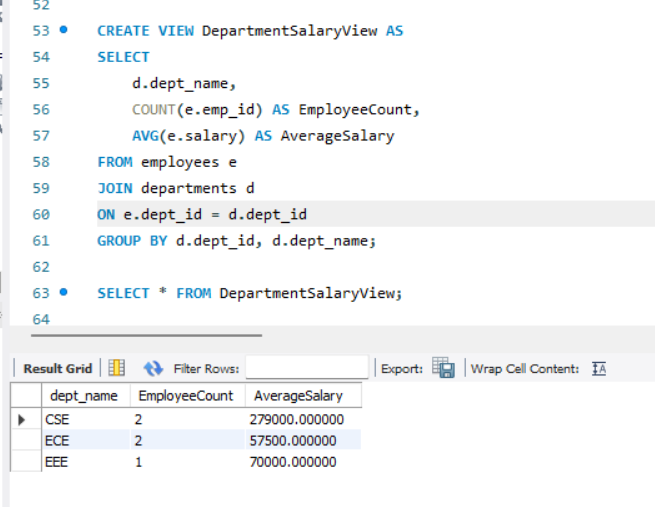 52
53 CREATE VIEW DepartmentSalaryView AS
54 SELECT
55 d.dept_name,
56 COUNT(e.emp_id) AS EmployeeCount,
57 AVG(e.salary) AS AverageSalary
58 FROM employees e
59 JOIN departments d
60 ON e.dept_id = d.dept_id
61 GROUP BY d.dept_id, d.dept_name;
62
63 SELECT * FROM DepartmentSalaryView;
64
Result Grid Filter Rows: Export: Wrap Cell Content:
dept_name EmployeeCount AverageSalary
CSE 2 279000.000000
ECE 2 57500.000000
EEE 1 70000.000000